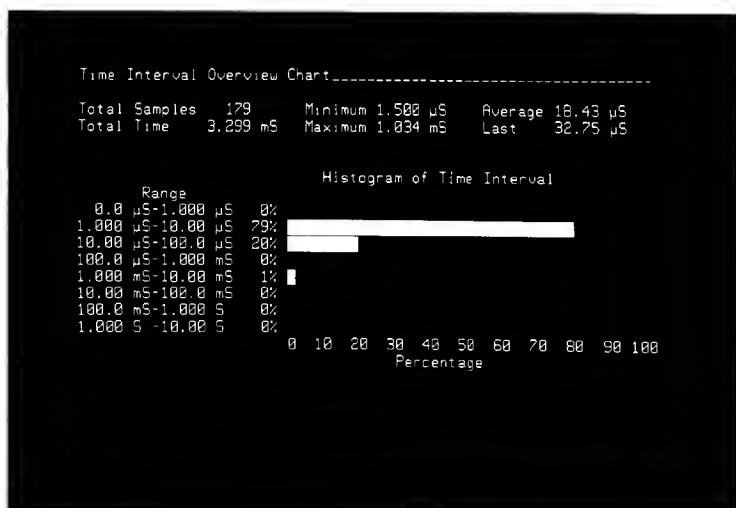 Time Interval Overview Chart
Total Samples 179 Minimum 1.500 µS Average 18.43 µS
Total Time 3.299 mS Maximum 1.034 mS Last 32.75 µS
Histogram of Time Interval
Range
0.0 µS-1.000 µS 0%
1.000 µS-10.00 µS 79%
10.00 µS-100.0 µS 20%
100.0 µS-1.000 mS 0%
1.000 mS-10.00 mS 1%
10.00 mS-100.0 mS 0%
100.0 mS-1.000 S 0%
1.000 S -10.00 S 0%
0 10 20 30 40 50 60 70 80 90 100
Percentage